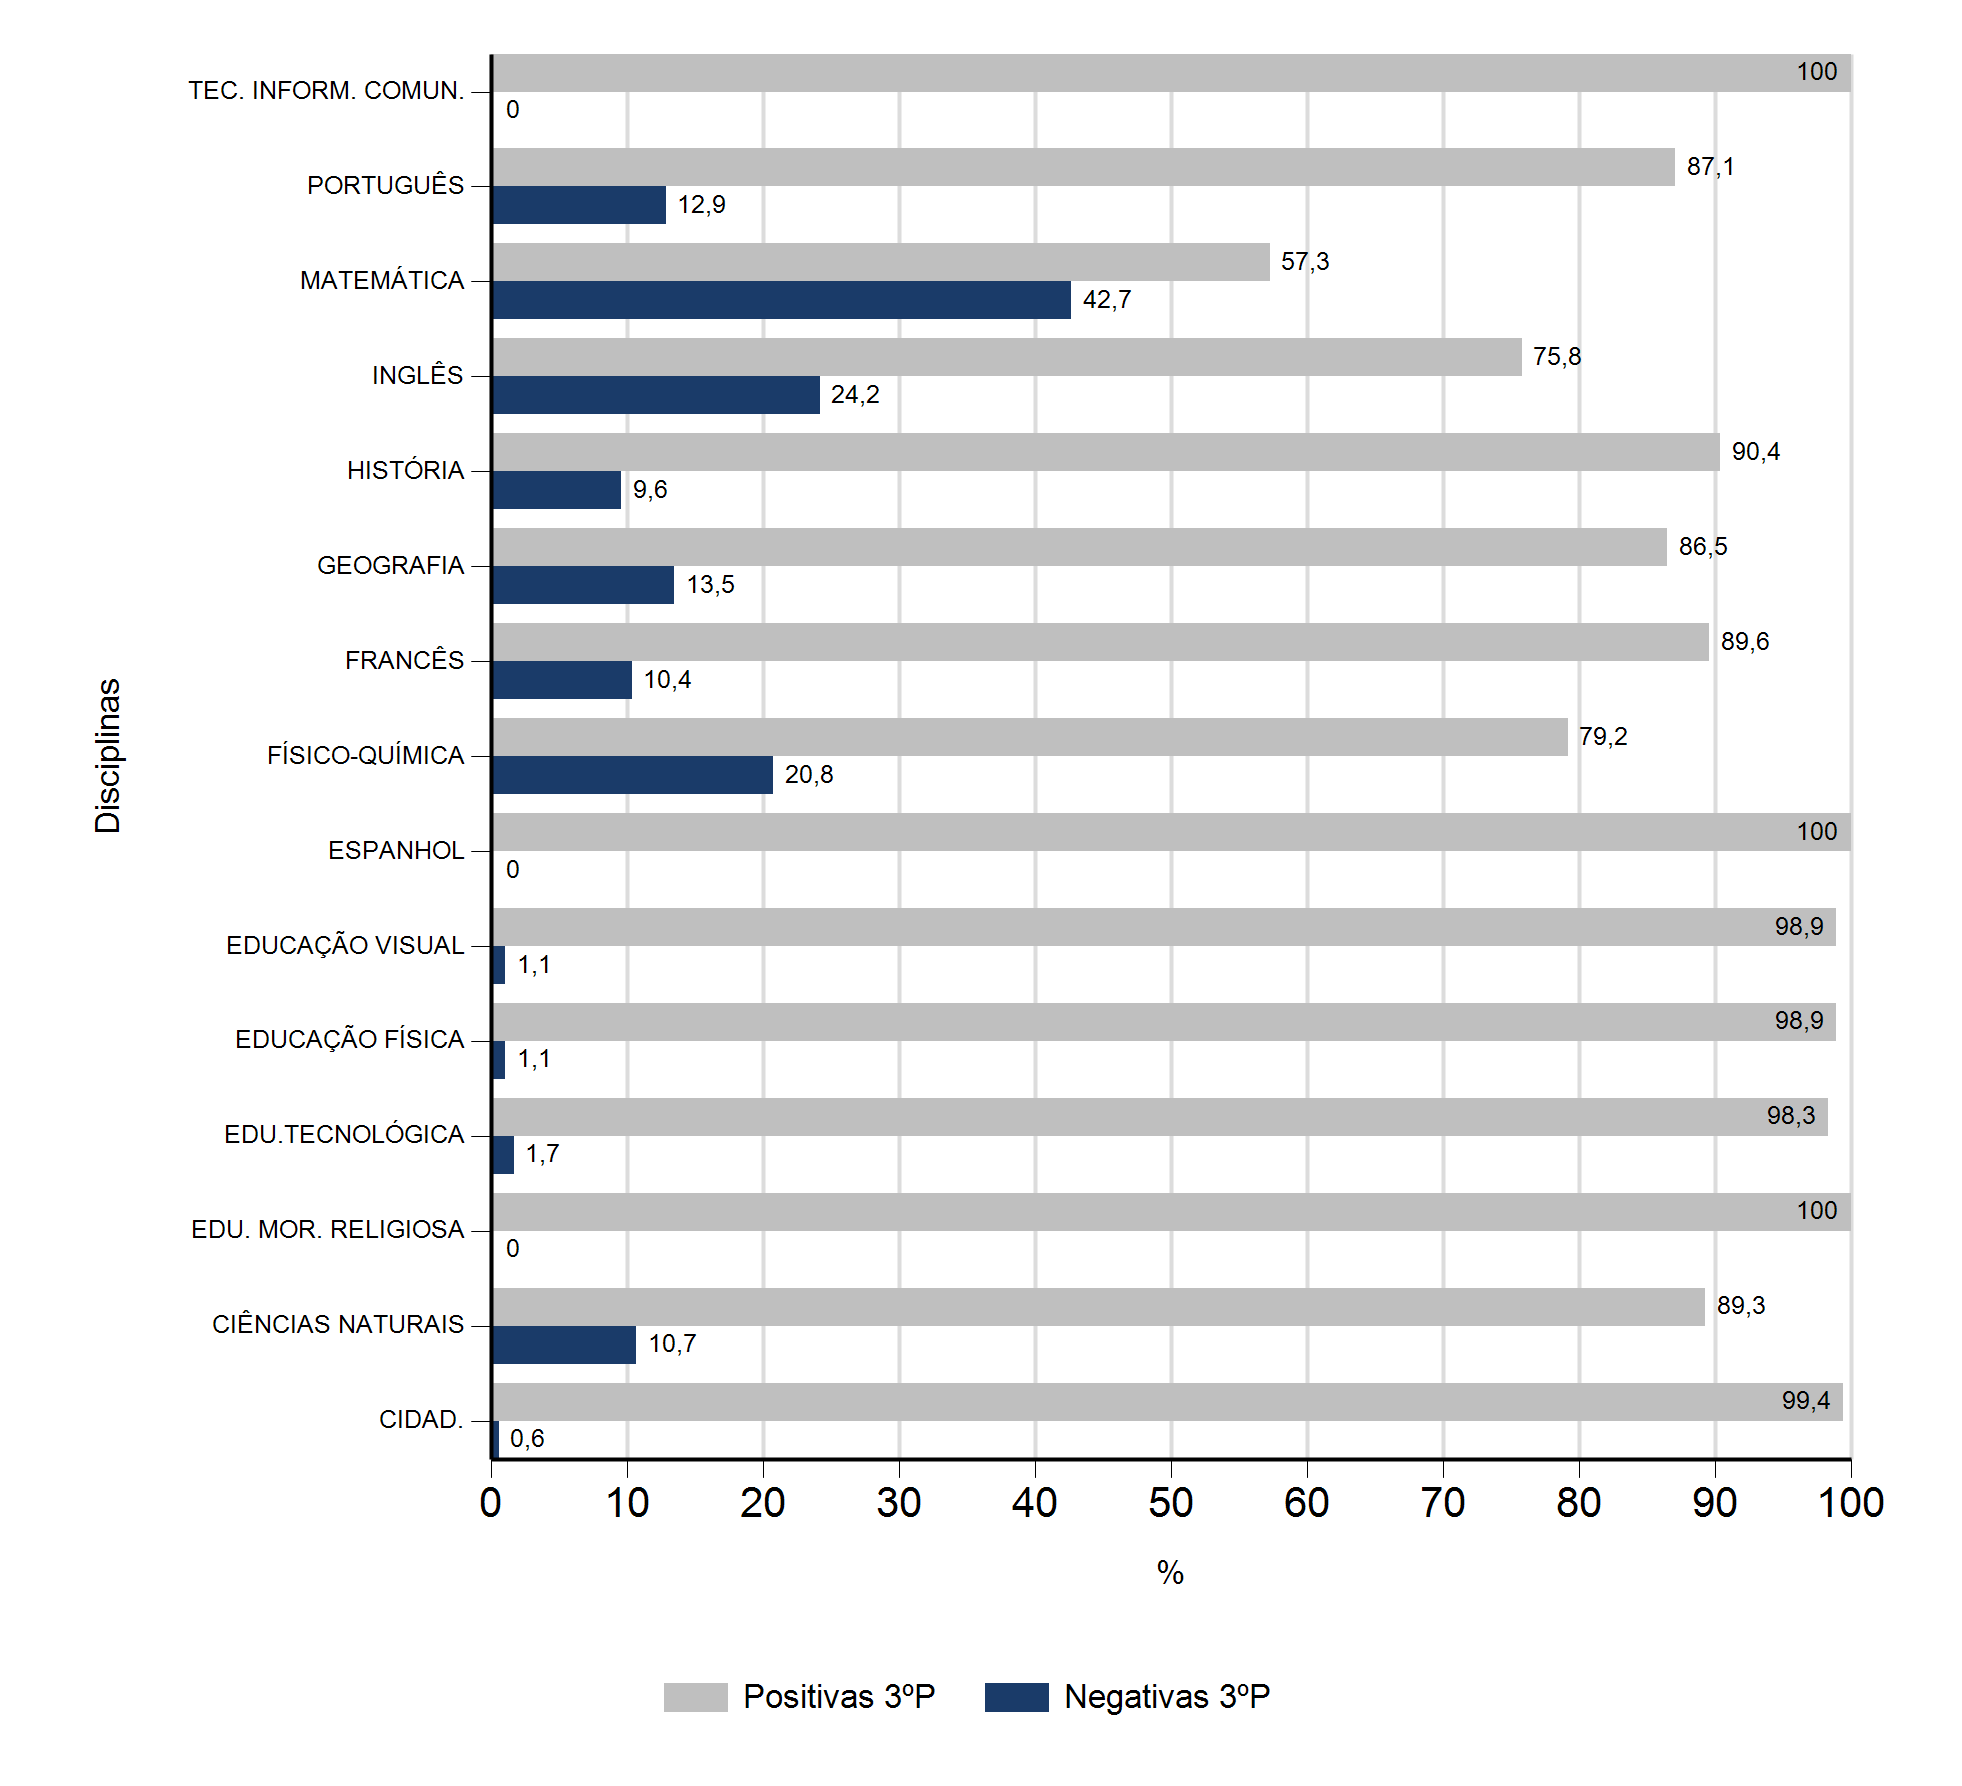 TEC. INFORM. COMUN.
100
0
PORTUGUÊS
87,1
12,9
MATEMÁTICA
57,3
42,7
INGLÊS
75,8
24,2
HISTÓRIA
90,4
9,6
GEOGRAFIA
86,5
13,5
FRANCÊS
89,6
10,4
FÍSICO-QUÍMICA
79,2
20,8
ESPANHOL
100
0
EDUCAÇÃO VISUAL
98,9
1,1
EDUCAÇÃO FÍSICA
98,9
1,1
EDU.TECNOLÓGICA
98,3
1,7
EDU. MOR. RELIGIOSA
100
0
CIÊNCIAS NATURAIS
89,3
10,7
CIDAD.
99,4
0,6
Disciplinas
0 10 20 30 40 50 60 70 80 90 100
%
Positivas 3ºP Negativas 3ºP